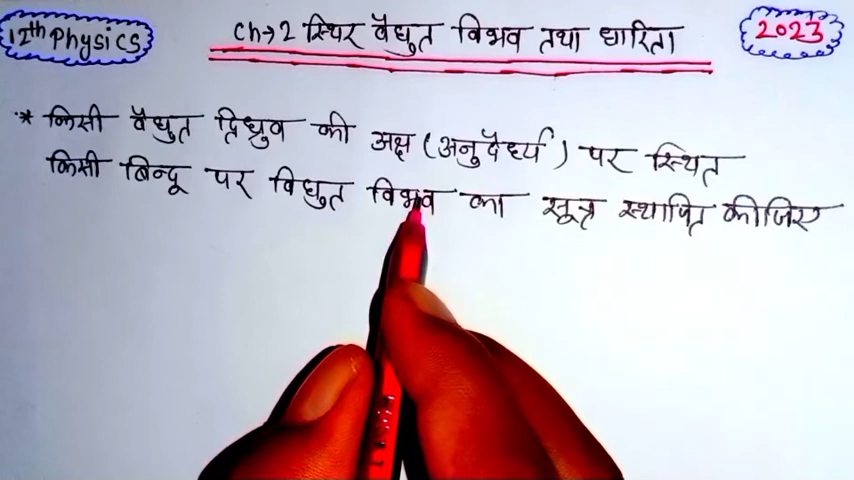 12th Physics
Ch→2 स्थिर वैधुत विभव तथा धारिता
2023
* किसी वैधुत द्विध्रुव की अक्ष (अनुदैर्ध्य) पर स्थित
किसी बिन्दू पर विधुत विभव का सूत्र स्थापित कीजिए